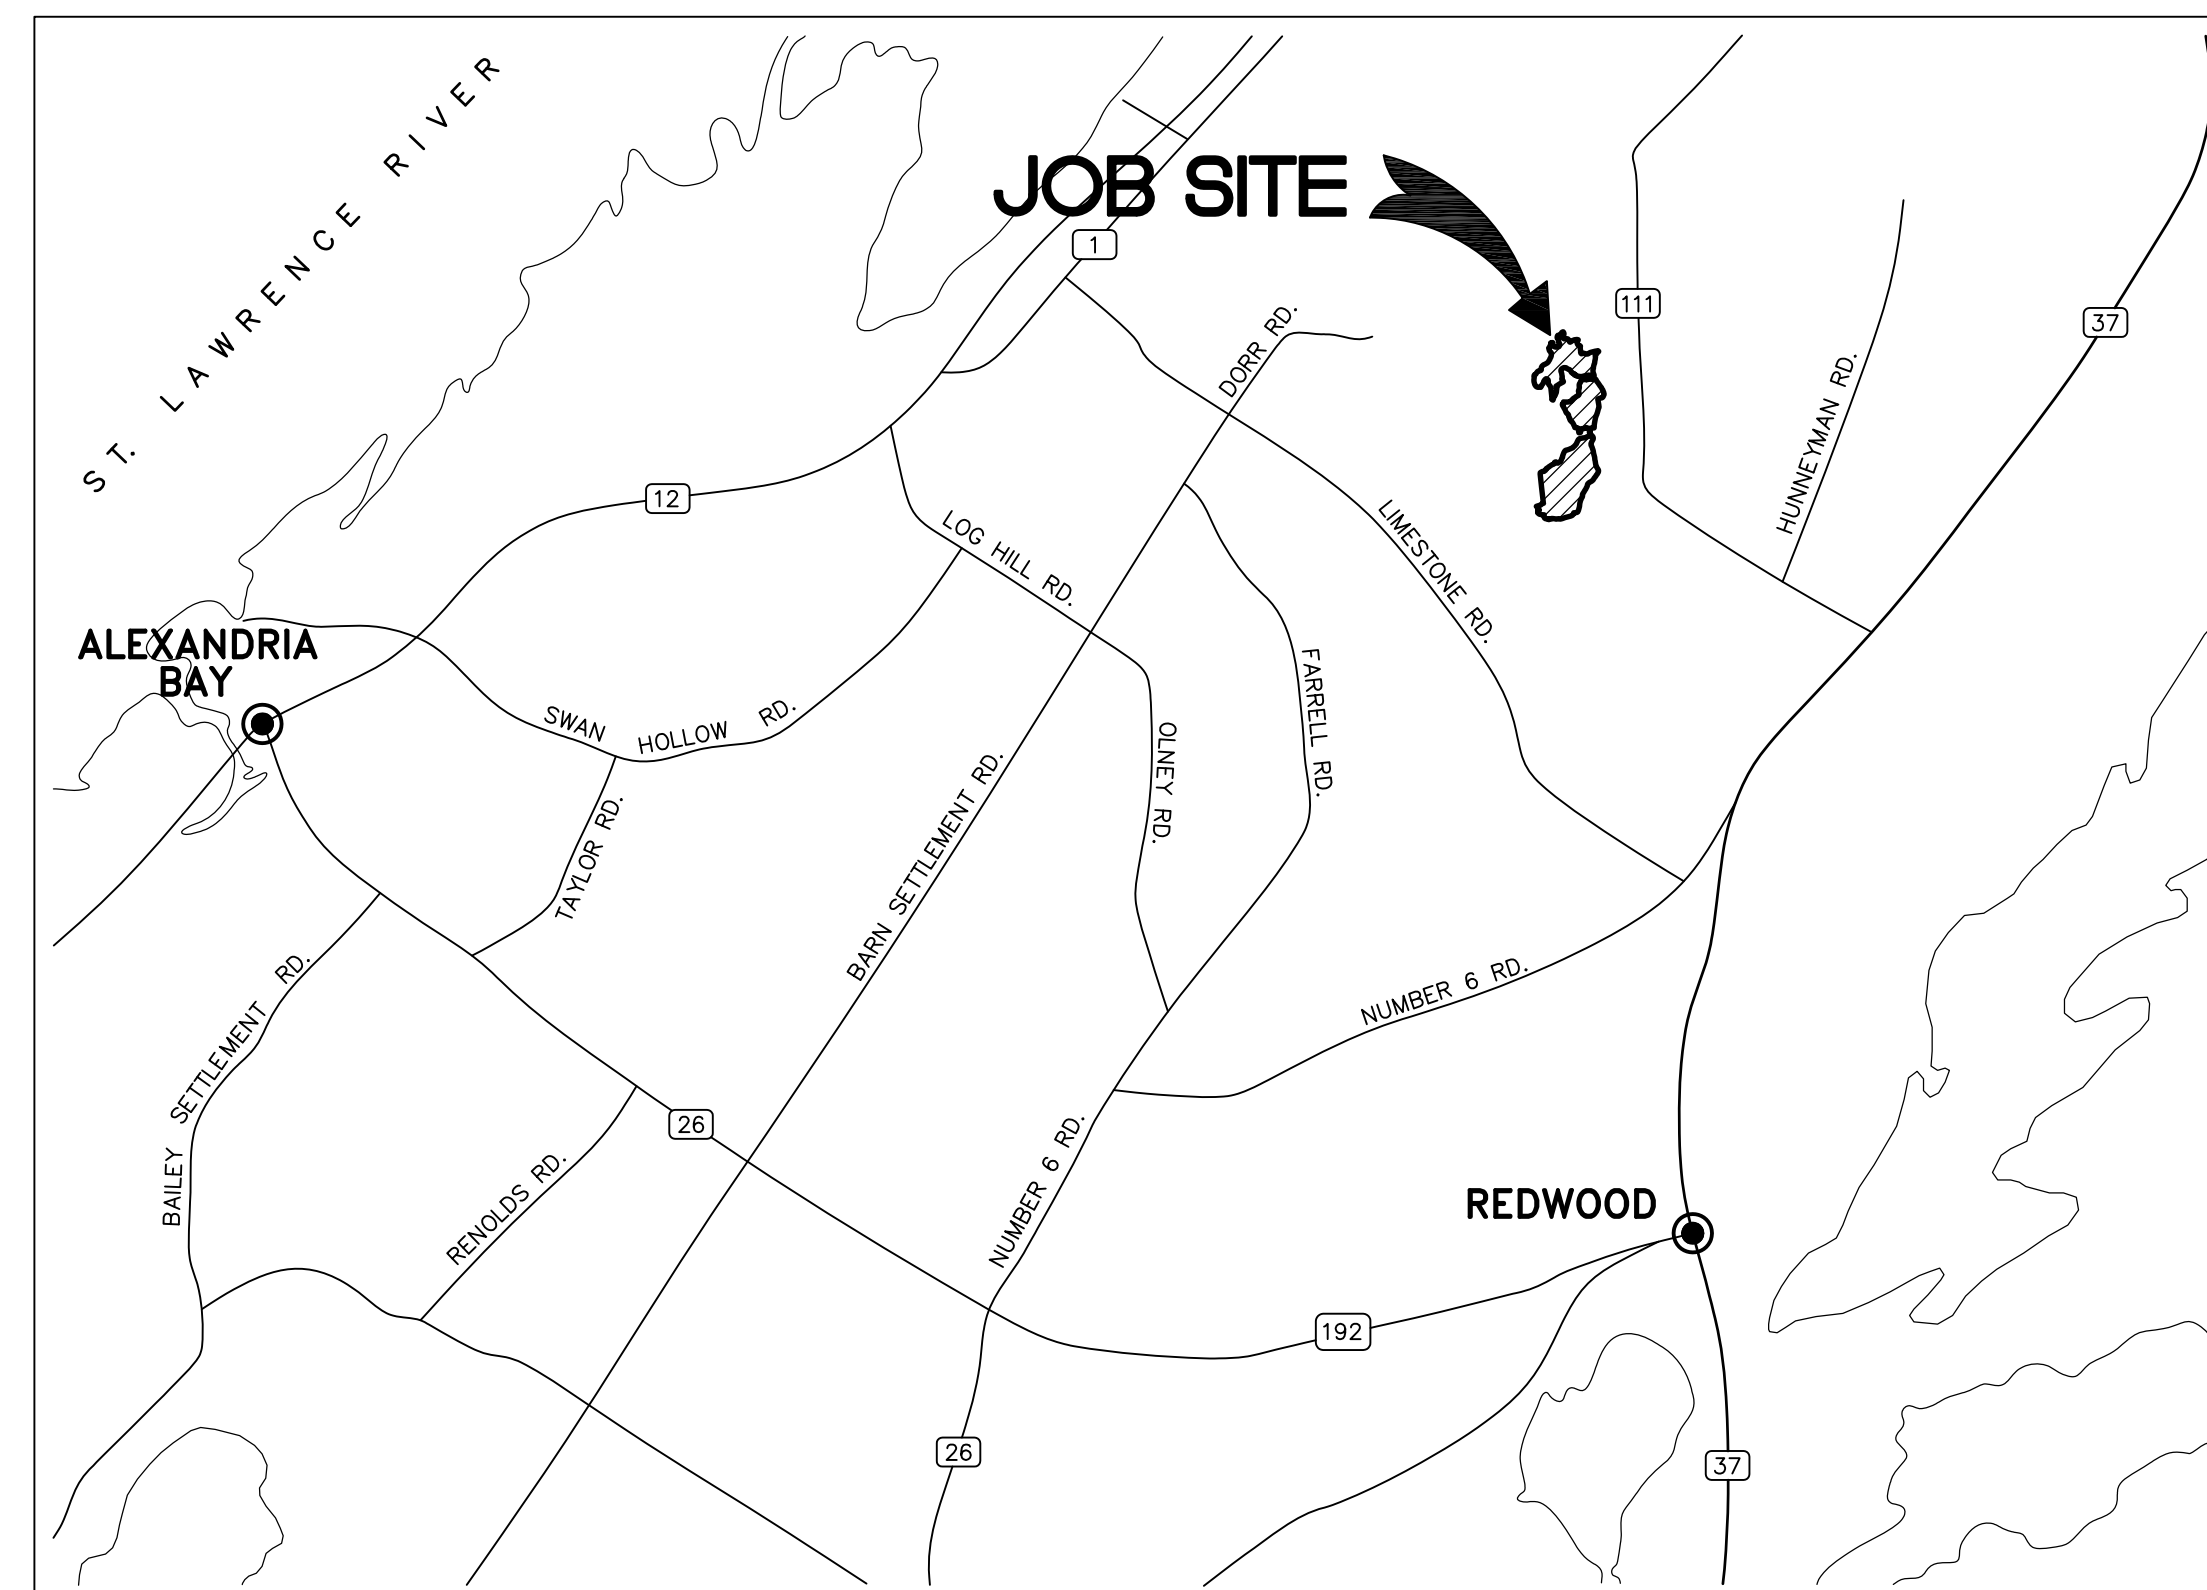 ST. LAWRENCE RIVER
JOB SITE
1
111
37
DORR RD.
HUNNEYMAN RD.
12
LOG HILL RD.
LIMESTONE RD.
ALEXANDRIA
BAY
SWAN HOLLOW RD.
FARRELL RD.
OLNEY RD.
TAYLOR RD.
BARN SETTLEMENT RD.
BAILEY SETTLEMENT RD.
NUMBER 6 RD.
26
RENOLDS RD.
NUMBER 6 RD.
REDWOOD
192
26
37